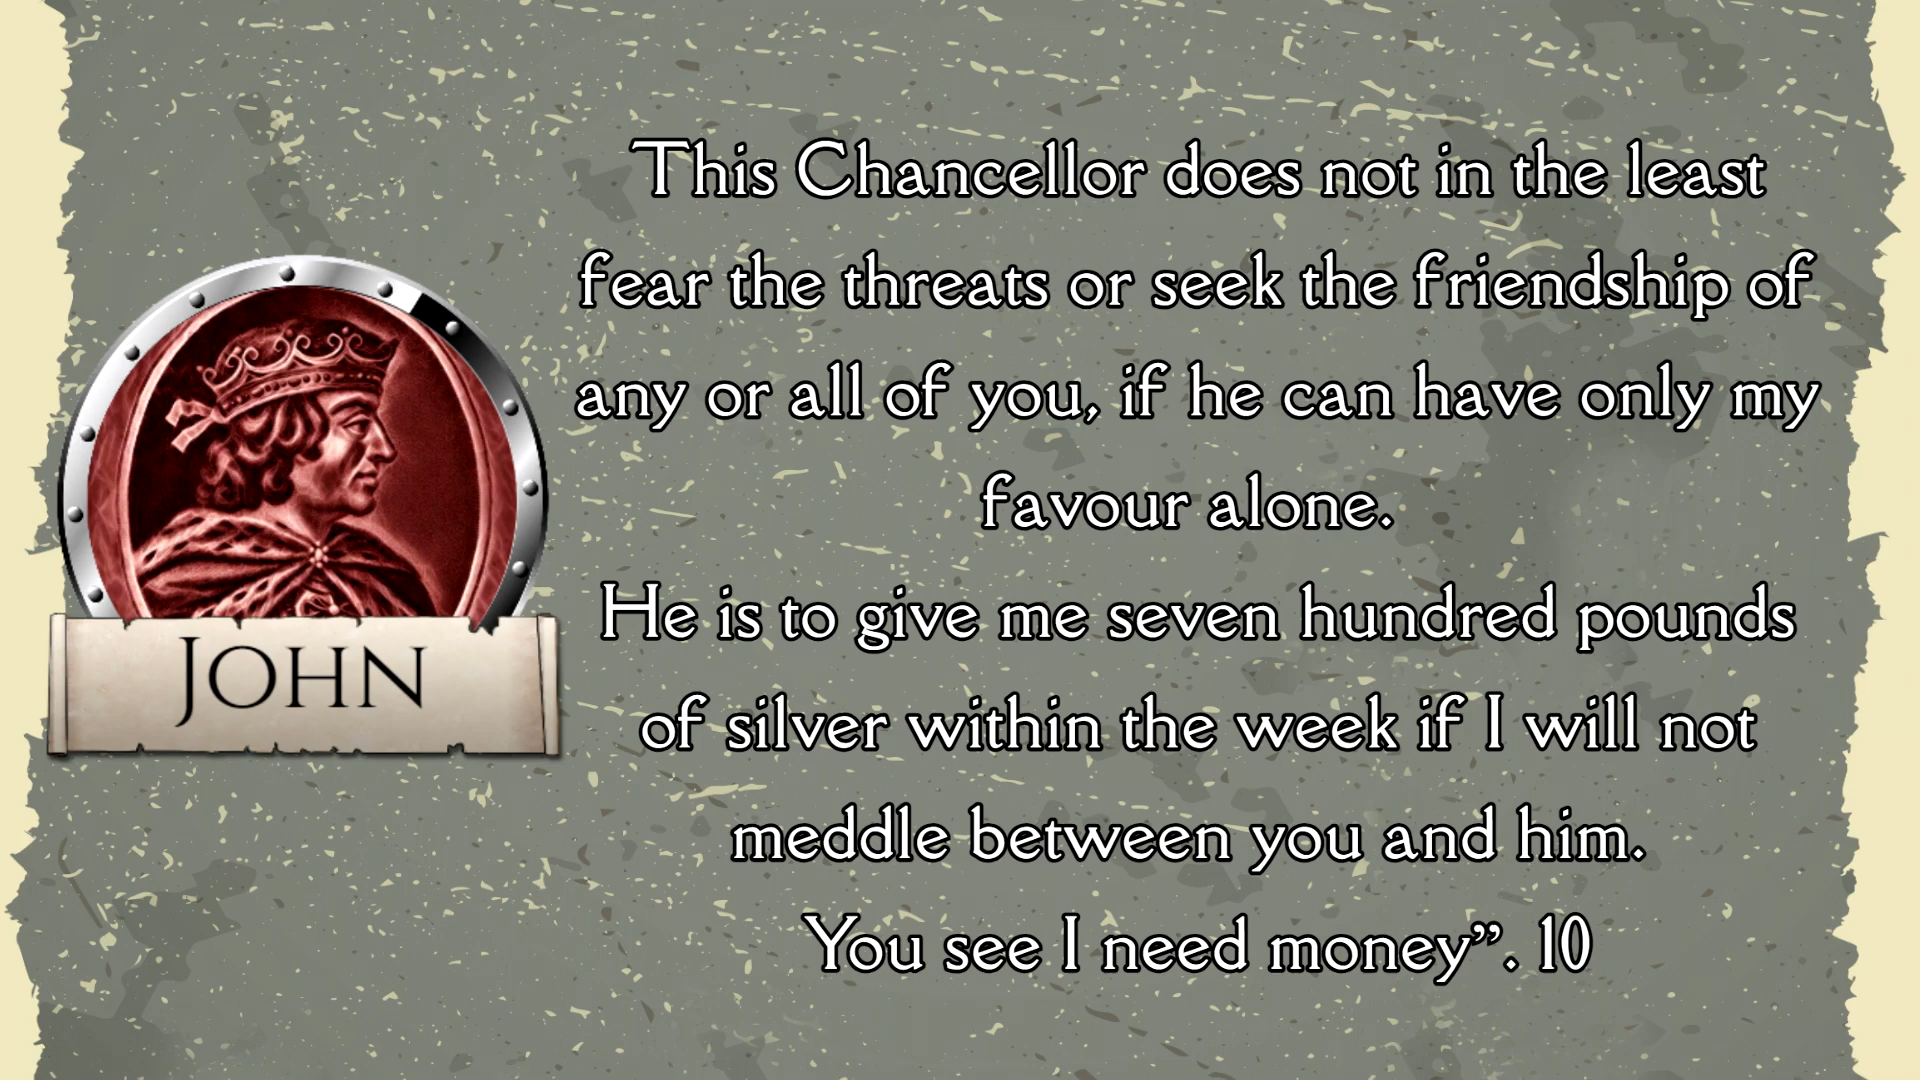 This Chancellor does not in the least
fear the threats or seek the friendship of
any or all of you, if he can have only my
favour alone.
He is to give me seven hundred pounds
of silver within the week if I will not
meddle between you and him.
You see I need money”. 10
John